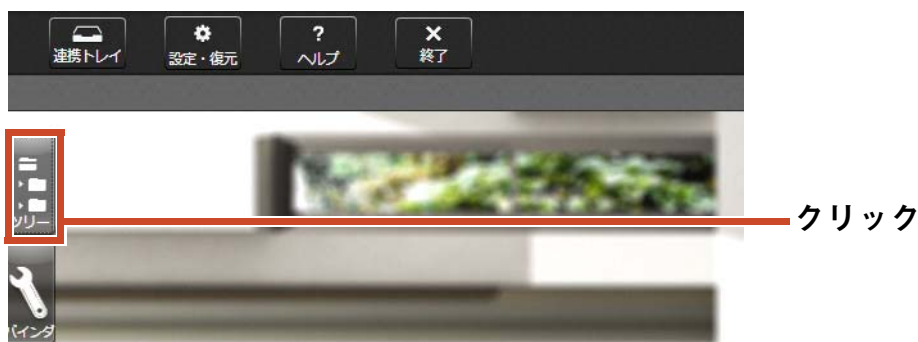 連携トレイ
設定・復元
?
ヘルプ
×
終了
ツリー
クリック
バインダ